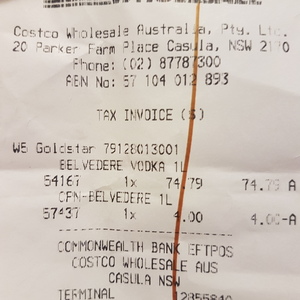 Costco Wholesale Australia, Pty. Ltd.
20 Parker Farm Place Casula, NSW 2170
Phone: (02) 87787300
ABN No: 57 104 012 893
TAX INVOICE ($)
WE Goldstar 79128013001
BELVEDERE VODKA 1L
54167 1x 74.79 74.79 A
CPN-BELVEDERE 1L
57437 1x 4.00 4.00-A
COMMONWEALTH BANK EFTPOS
COSTCO WHOLESALE AUS
CASULA NSW
TERMINAL